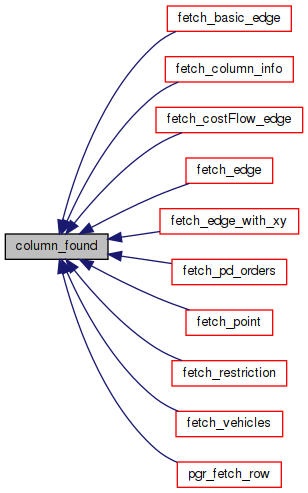 fetch_basic_edge
fetch_column_info
fetch_costFlow_edge
fetch_edge
fetch_edge_with_xy
column_found
fetch_pd_orders
fetch_point
fetch_restriction
fetch_vehicles
pgr_fetch_row